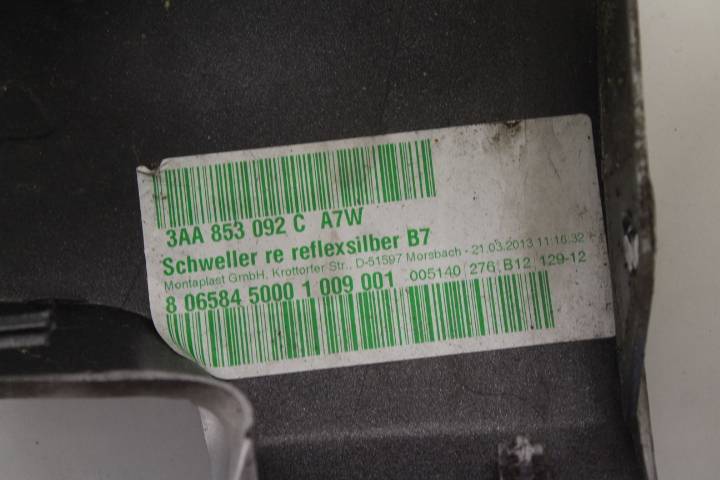 3AA 853 092 C A7W
Schweller re reflexsilber B7
Montaplast GmbH, Krottorfer Str., D-51597 Morsbach - 21.03.2013 11:16:32
8 06584 5000 1 009 001 005140 276 B12 129-12